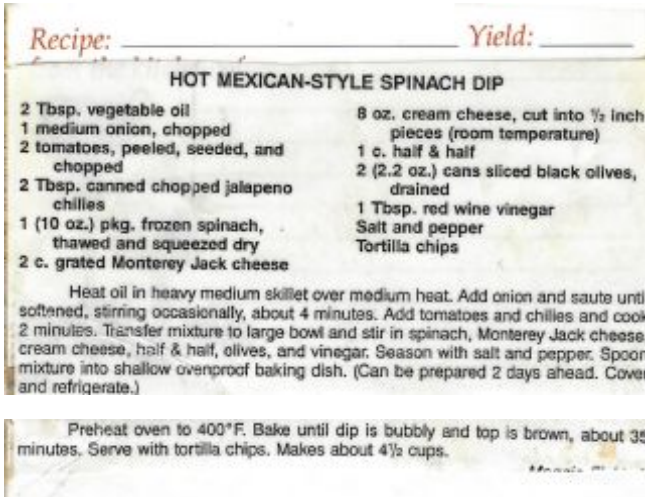 Recipe: Yield:
HOT MEXICAN-STYLE SPINACH DIP
2 Tbsp. vegetable oil
1 medium onion, chopped
2 tomatoes, peeled, seeded, and
chopped
2 Tbsp. canned chopped jalapeno
chilies
1 (10 oz.) pkg. frozen spinach,
thawed and squeezed dry
2 c. grated Monterey Jack cheese
8 oz. cream cheese, cut into ½ inch
pieces (room temperature)
1 c. half & half
2 (2.2 oz.) cans sliced black olives,
drained
1 Tbsp. red wine vinegar
Salt and pepper
Tortilla chips
Heat oil in heavy medium skillet over medium heat. Add onion and saute unti
softened, stirring occasionally, about 4 minutes. Add tomatoes and chilies and cook
2 minutes. Transfer mixture to large bowl and stir in spinach, Monterey Jack cheese
cream cheese, half & half, olives, and vinegar. Season with salt and pepper. Spoon
mixture into shallow ovenproof baking dish. (Can be prepared 2 days ahead. Cover
and refrigerate.)
Preheat oven to 400°F. Bake until dip is bubbly and top is brown, about 35
minutes. Serve with tortilla chips. Makes about 4½ cups.